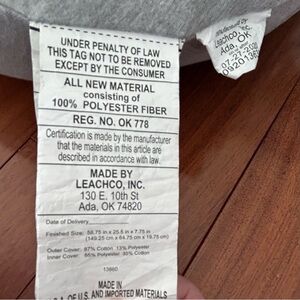 UNDER PENALTY OF LAW
THIS TAG NOT TO BE REMOVED
EXCEPT BY THE CONSUMER
ALL NEW MATERIAL
consisting of
100% POLYESTER FIBER
REG. NO. OK 778
Certification is made by the manufacturer
that the materials in this article are
described in accordance with law.
MADE BY
LEACHCO, INC.
130 E. 10th St
Ada, OK 74820
Date of Delivery
Finished Size: 58.75 in x 25.5 in x 7.75 in
(149.25 cm x 64.75 cm x 19.75 cm)
Outer Cover: 87% Cotton 13% Polyester
Inner Cover: 65% Polyester 35% Cotton
13660
MADE IN
U.S.A. OF U.S. AND IMPORTED MATERIALS
Manufactured by
Leachco, Inc.
Ada, OK